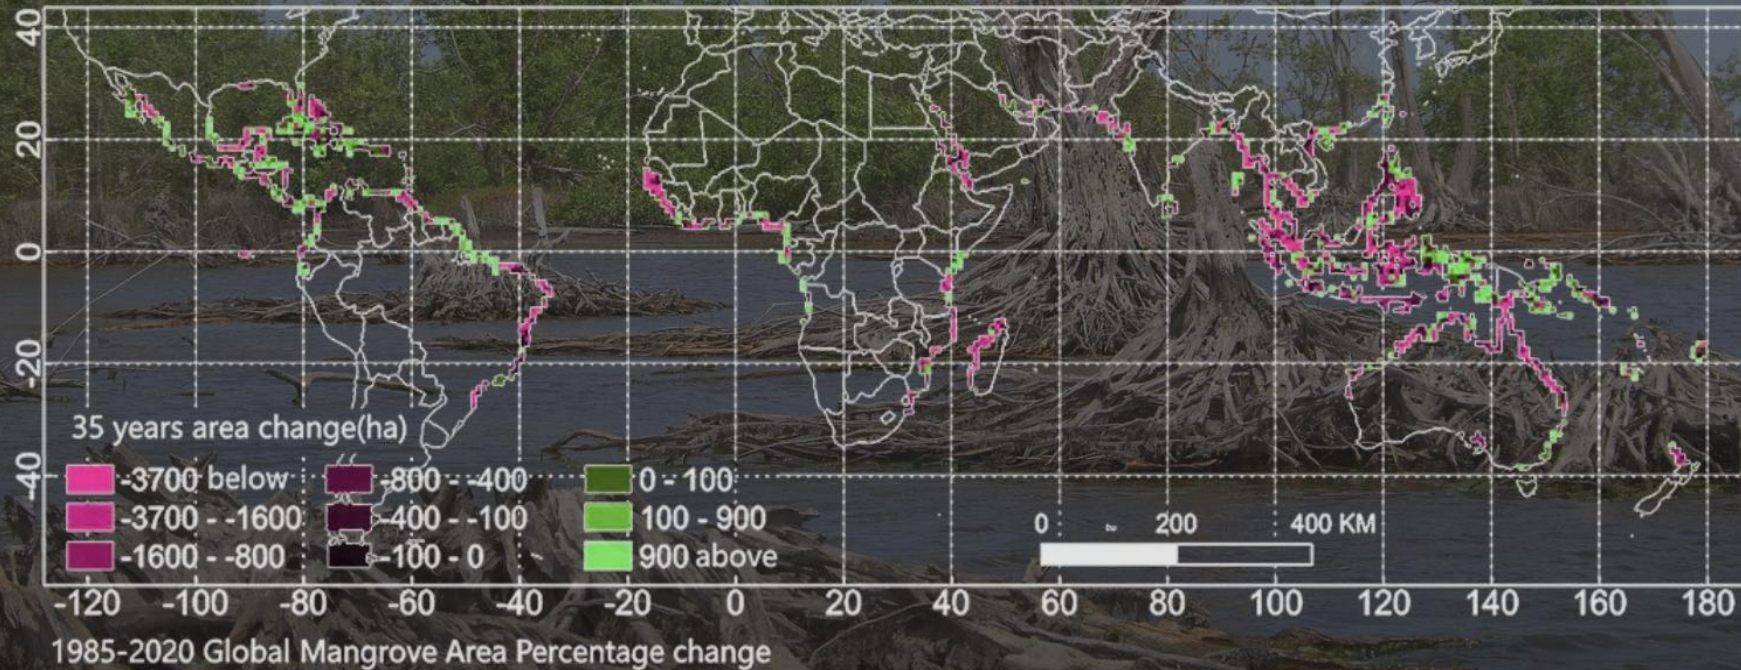 40
20
0
-20
-40
35 years area change(ha)
-3700 below
-800 - -400
0 - 100
-3700 - -1600
-400 - -100
100 - 900
-1600 - -800
-100 - 0
900 above
0 200 400 KM
-120 -100 -80 -60 -40 -20 0 20 40 60 80 100 120 140 160 180
1985-2020 Global Mangrove Area Percentage change